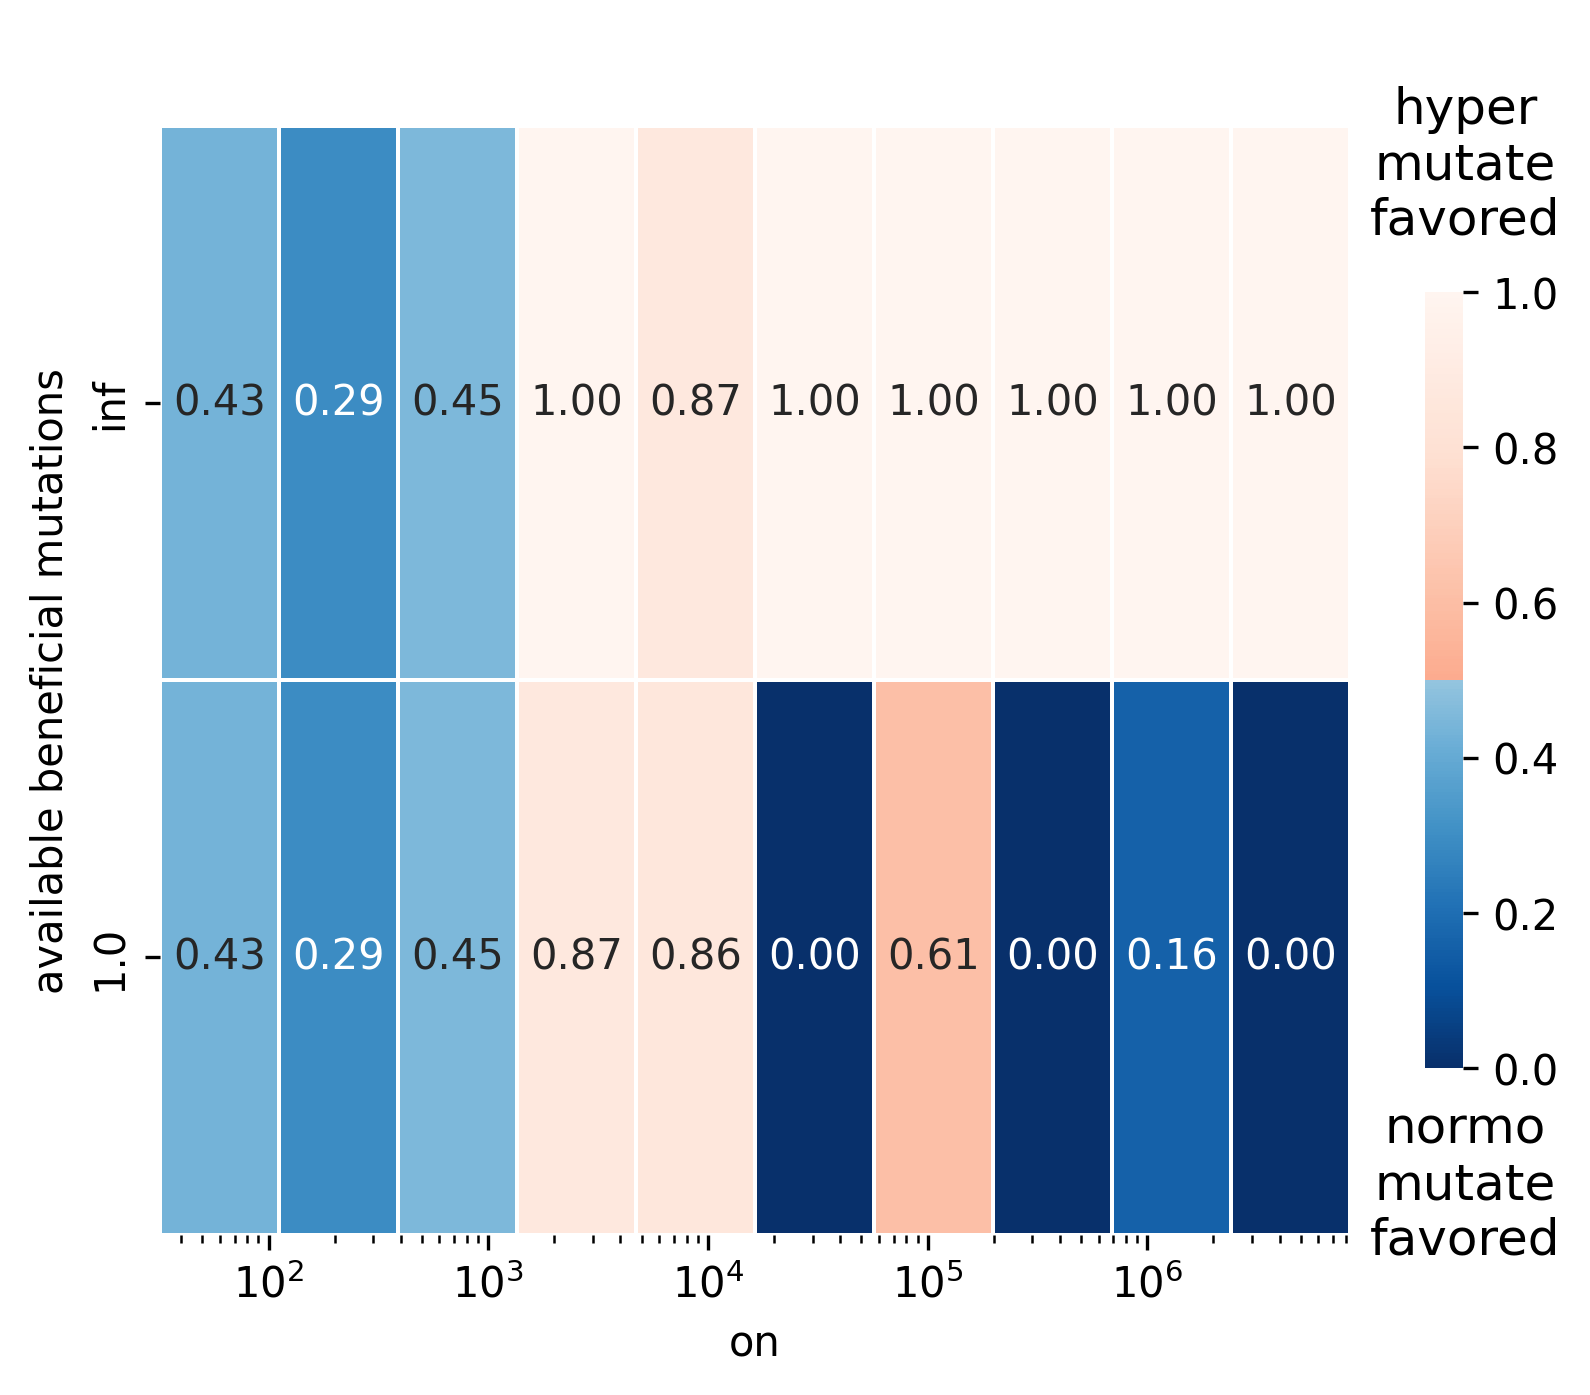 hyper
mutate
favored
available beneficial mutations
inf
0.43 0.29 0.45 1.00 0.87 1.00 1.00 1.00 1.00 1.00
1.0
0.43 0.29 0.45 0.87 0.86 0.00 0.61 0.00 0.16 0.00
1.0
0.8
0.6
0.4
0.2
0.0
normo
mutate
favored
10² 10³ 10⁴ 10⁵ 10⁶
on